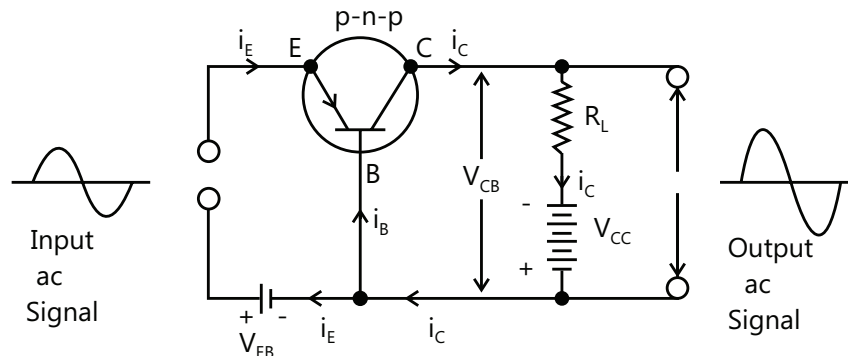 p-n-p
i_E E C i_C
R_L
B
V_CB
i_C
i_B
-
V_CC
+
Input
ac
Signal
Output
ac
Signal
+ -
V_EB
i_E
i_C